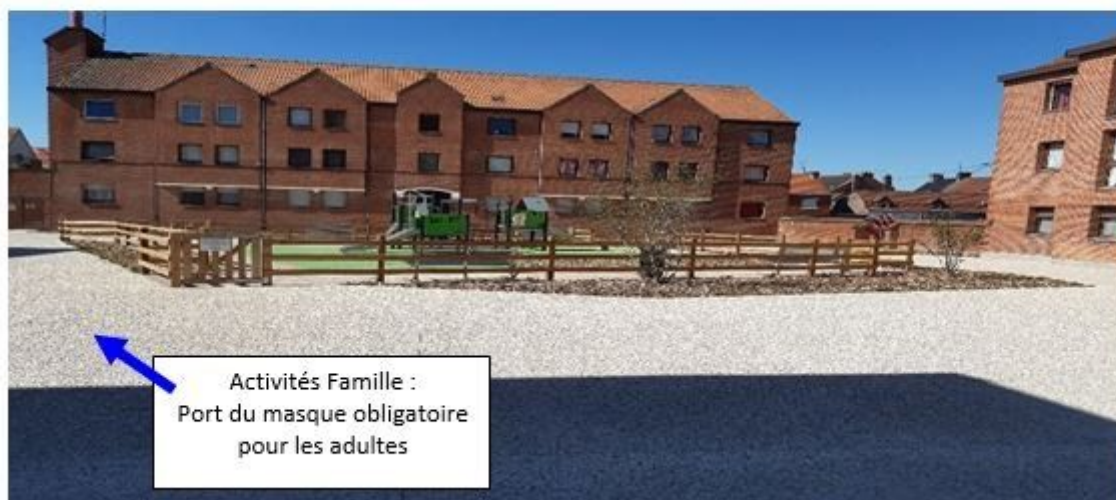 Activités Famille :
Port du masque obligatoire
pour les adultes